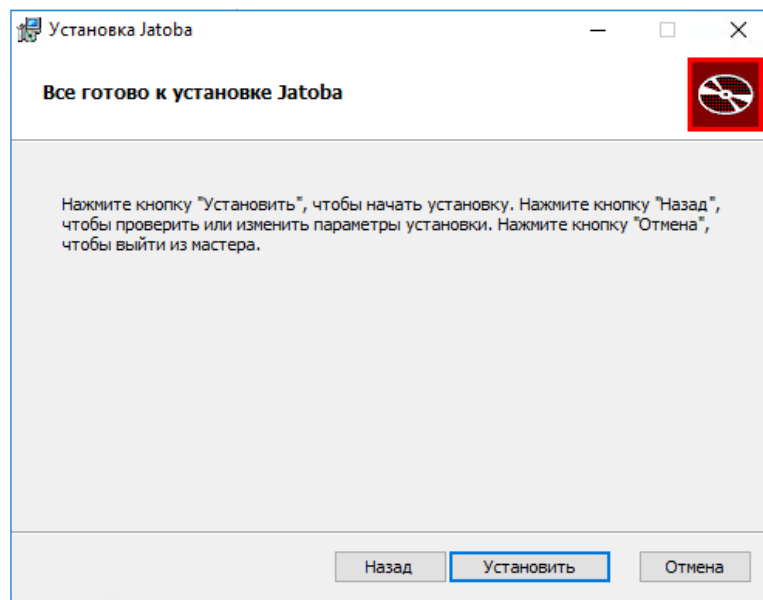 Установка Jatoba
Все готово к установке Jatoba
Нажмите кнопку "Установить", чтобы начать установку. Нажмите кнопку "Назад",
чтобы проверить или изменить параметры установки. Нажмите кнопку "Отмена",
чтобы выйти из мастера.
Назад
Установить
Отмена